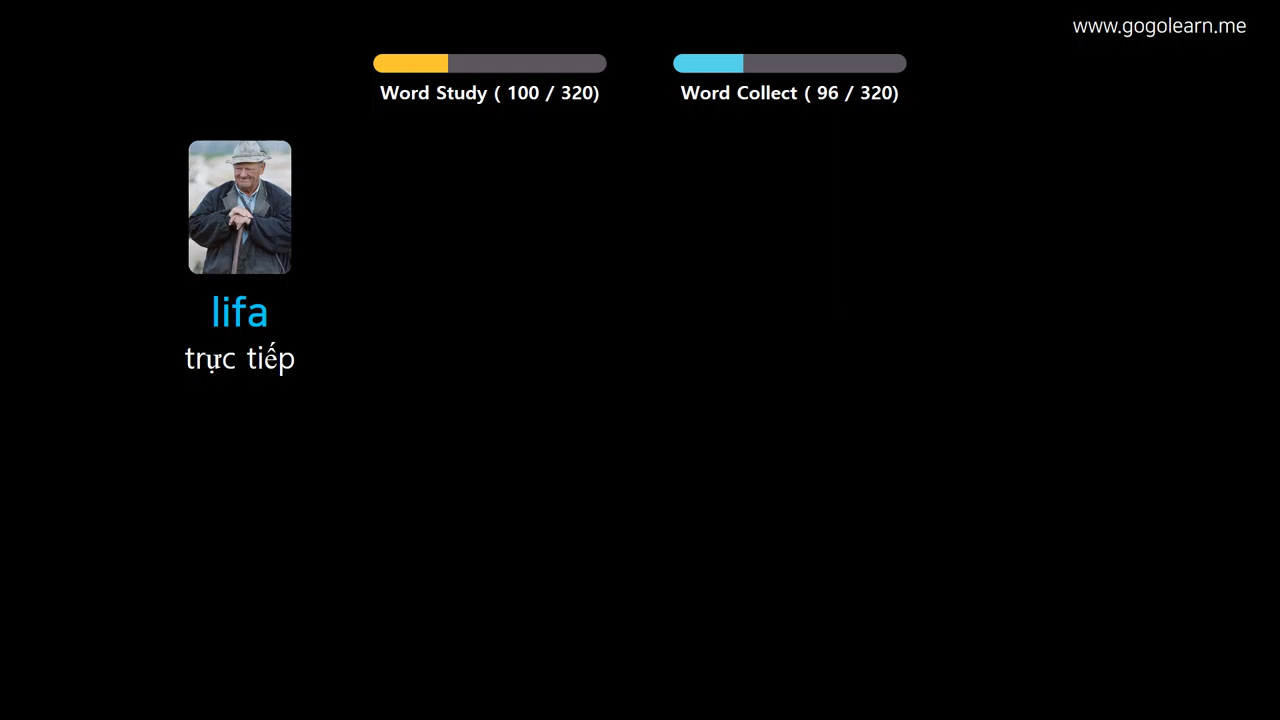 www.gogolearn.me
Word Study ( 100 / 320)
Word Collect ( 96 / 320)
lifa
trực tiếp